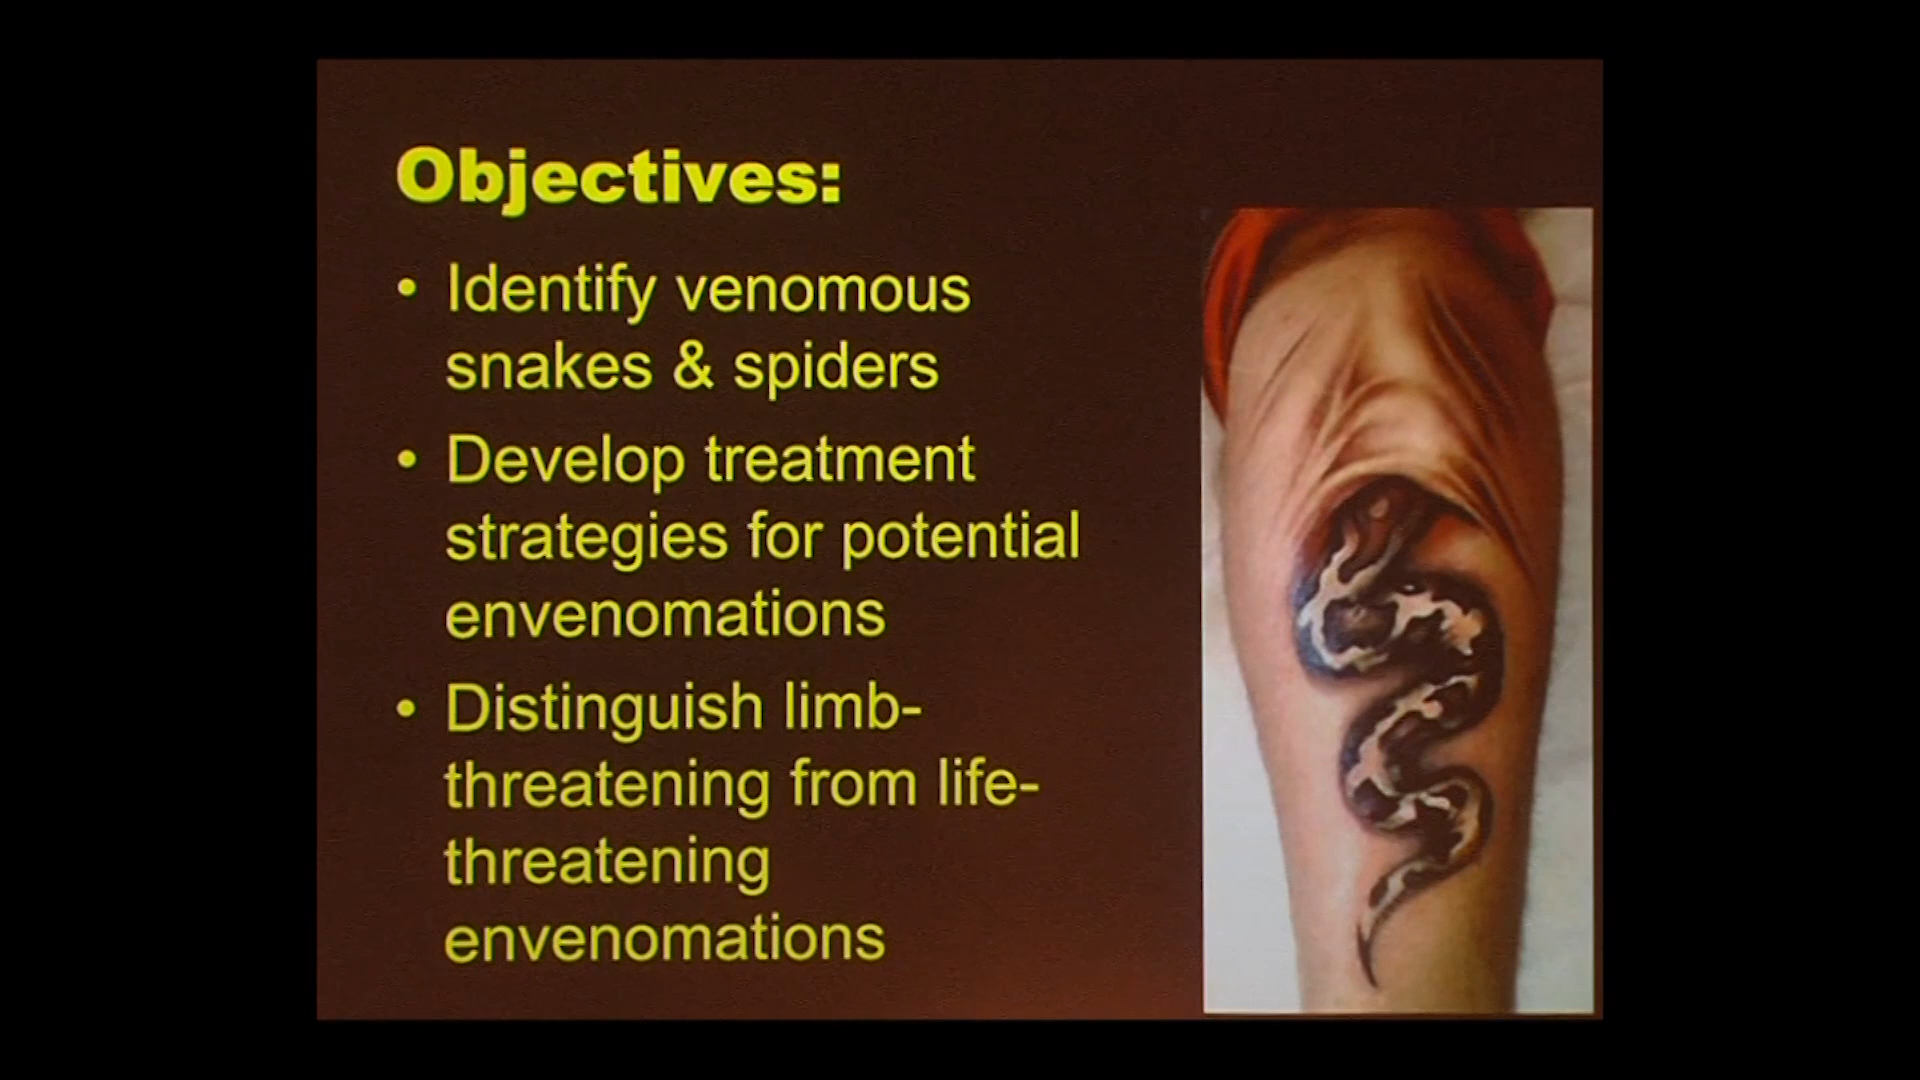 Objectives:
• Identify venomous
snakes & spiders
• Develop treatment
strategies for potential
envenomations
• Distinguish limb-
threatening from life-
threatening
envenomations